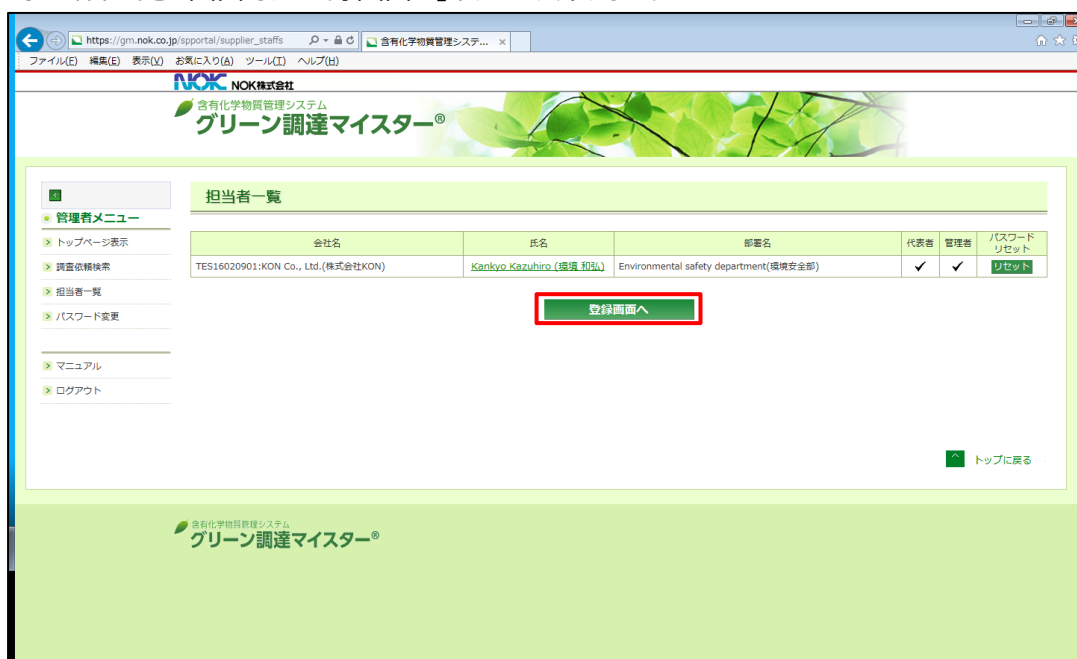 https://gm.nok.co.jp/spportal/supplier_staffs
含有化学物質管理システ... ×
ファイル(F) 編集(E) 表示(V) お気に入り(A) ツール(T) ヘルプ(H)
NOK NOK株式会社
含有化学物質管理システム
グリーン調達マイスター®
担当者一覧
管理者メニュー
トップページ表示
調査依頼検索
担当者一覧
パスワード変更
マニュアル
ログアウト
会社名 氏名 部署名 代表者 管理者 パスワード
リセット
TES16020901:KON Co., Ltd.(株式会社KON) Kankyo Kazuhiro (環境 和弘) Environmental safety department(環境安全部) ✓ ✓ リセット
登録画面へ
トップに戻る
含有化学物質管理システム
グリーン調達マイスター®